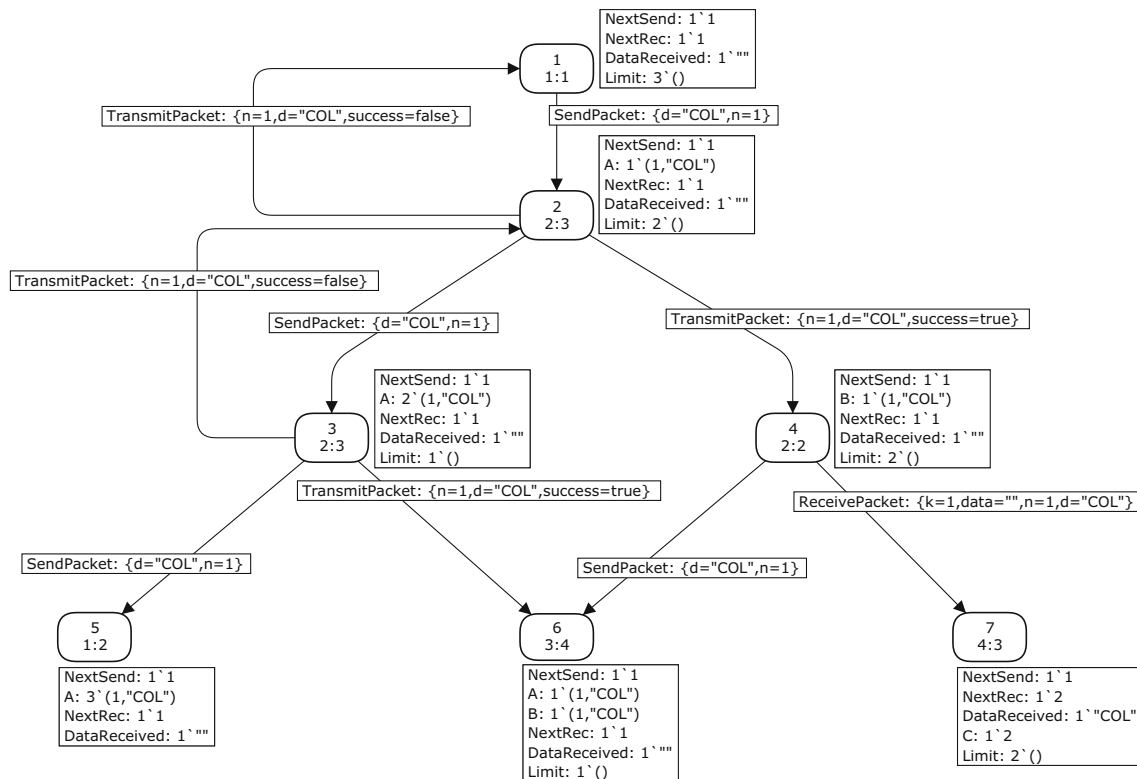 NextSend: 1`1
NextRec: 1`1
DataReceived: 1`""
Limit: 3`()
1
1:1
TransmitPacket: {n=1,d="COL",success=false}
SendPacket: {d="COL",n=1}
NextSend: 1`1
A: 1`(1,"COL")
NextRec: 1`1
DataReceived: 1`""
Limit: 2`()
2
2:3
TransmitPacket: {n=1,d="COL",success=false}
SendPacket: {d="COL",n=1}
TransmitPacket: {n=1,d="COL",success=true}
NextSend: 1`1
A: 2`(1,"COL")
NextRec: 1`1
DataReceived: 1`""
Limit: 1`()
NextSend: 1`1
B: 1`(1,"COL")
NextRec: 1`1
DataReceived: 1`""
Limit: 2`()
3
2:3
4
2:2
TransmitPacket: {n=1,d="COL",success=true}
ReceivePacket: {k=1,data="",n=1,d="COL"}
SendPacket: {d="COL",n=1}
SendPacket: {d="COL",n=1}
5
1:2
6
3:4
7
4:3
NextSend: 1`1
A: 3`(1,"COL")
NextRec: 1`1
DataReceived: 1`""
NextSend: 1`1
A: 1`(1,"COL")
B: 1`(1,"COL")
NextRec: 1`1
DataReceived: 1`""
Limit: 1`()
NextSend: 1`1
NextRec: 1`2
DataReceived: 1`"COL"
C: 1`2
Limit: 2`()